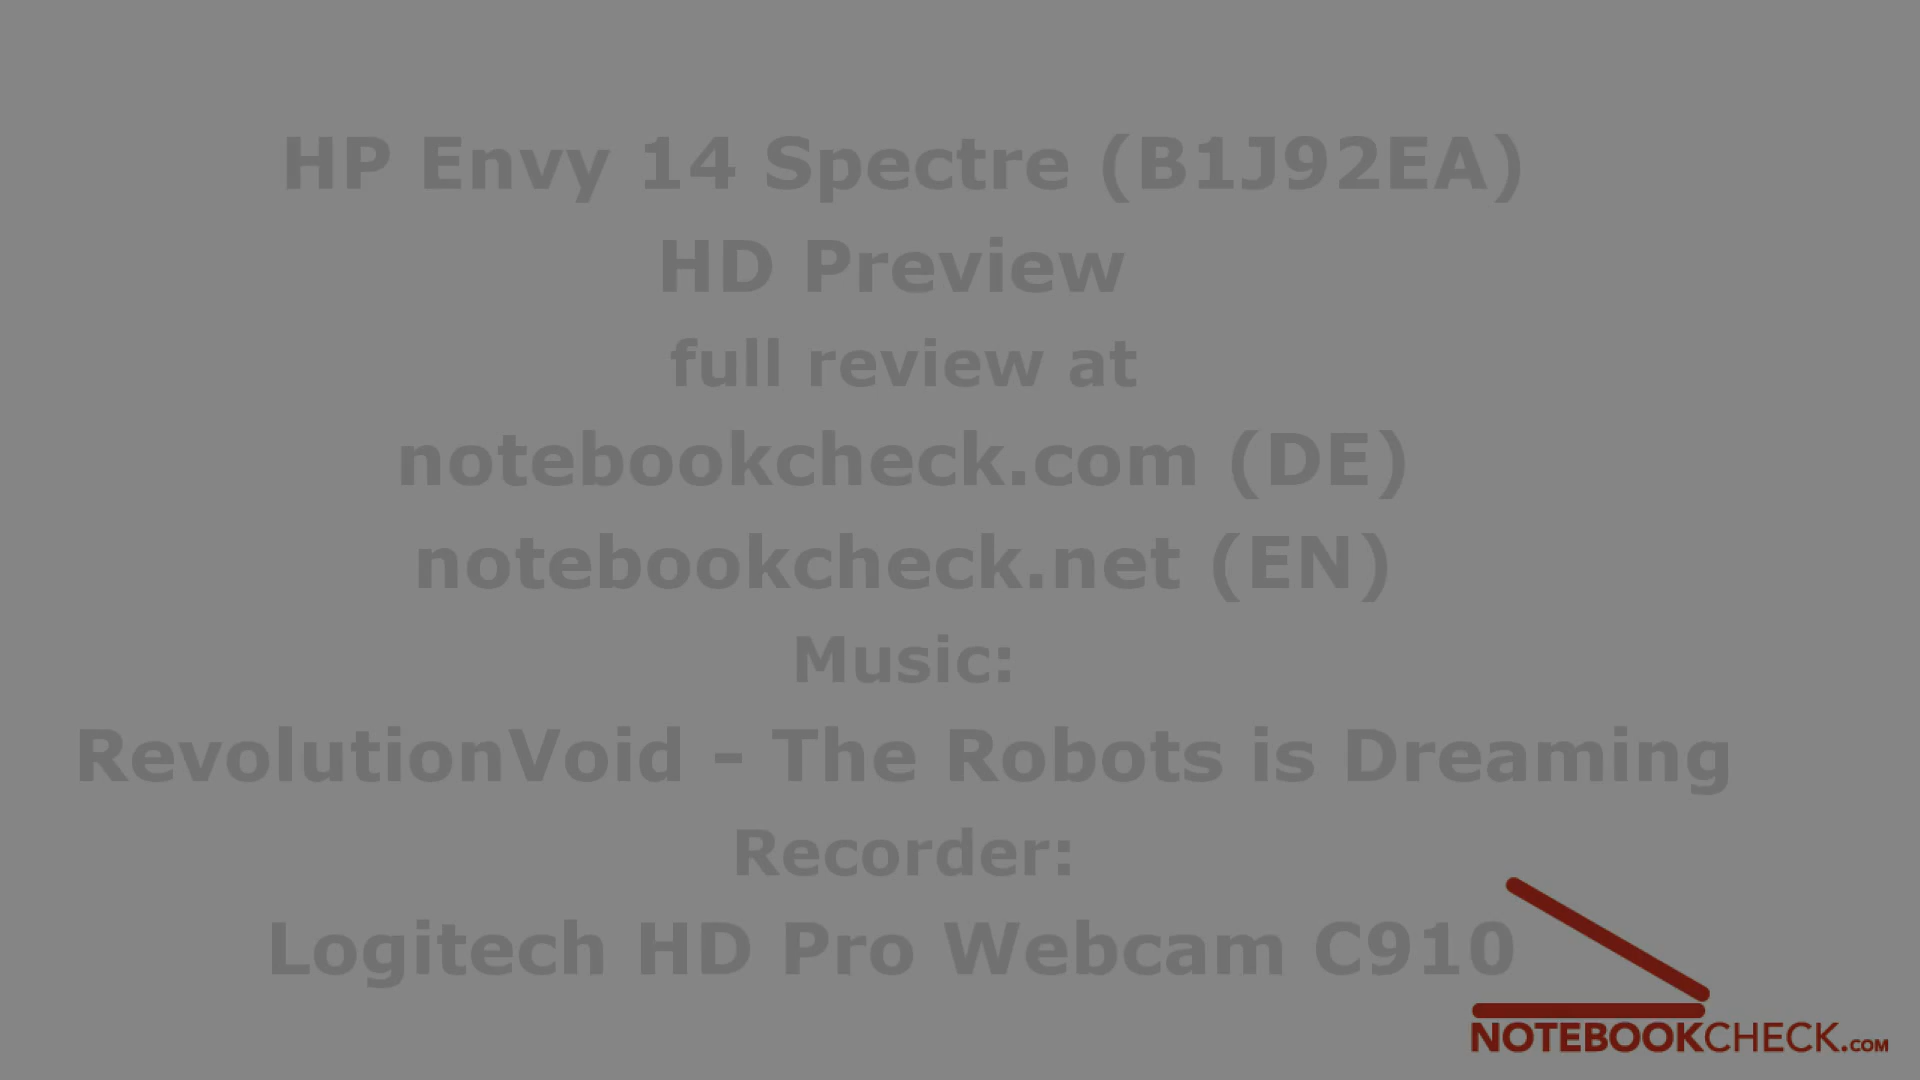 HP Envy 14 Spectre (B1J92EA)
HD Preview
full review at
notebookcheck.com (DE)
notebookcheck.net (EN)
Music:
RevolutionVoid - The Robots is Dreaming
Recorder:
Logitech HD Pro Webcam C910
NOTEBOOKCHECK.COM